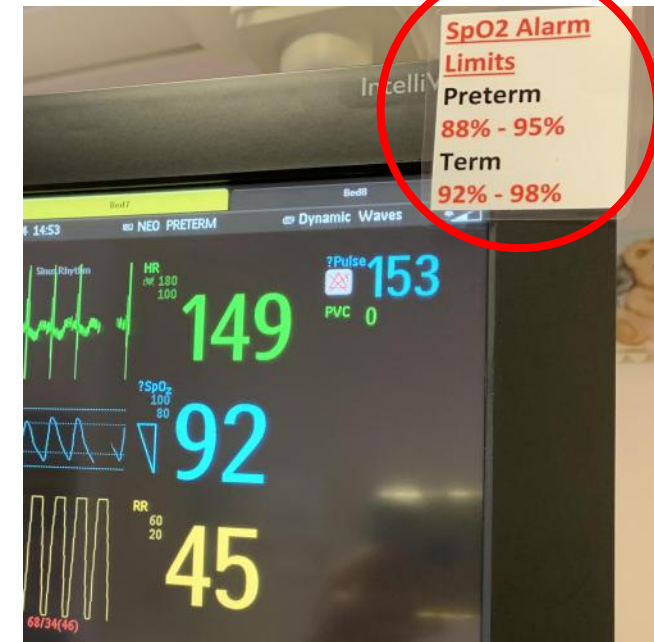 SpO2 Alarm
Limits
Preterm
88% - 95%
Term
92% - 98%
Bed7 Bed8
14:53 NEO PRETERM Dynamic Waves
Sinus Rhythm HR 180 100 149 ?Pulse 153
PVC 0
?SpO₂ 100 80 92
RR 60 20 45
68/34(46)